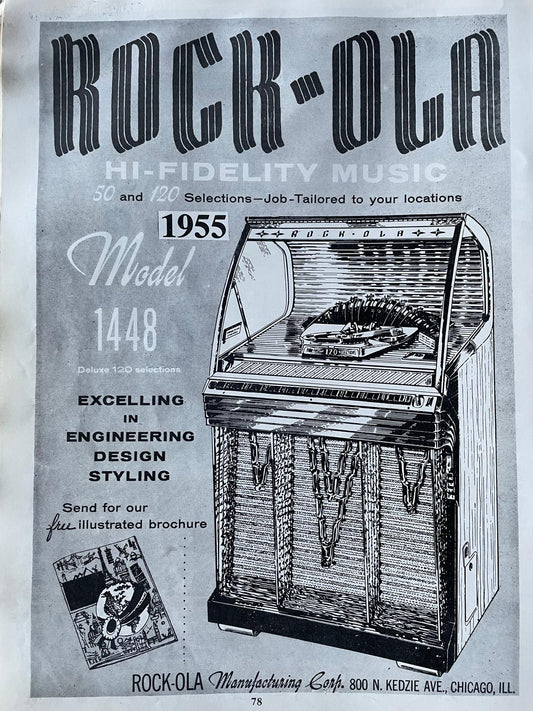 ROCK-OLA
HI-FIDELITY MUSIC
50 and 120 Selections—Job-Tailored to your locations
1955
Model
1448
Deluxe 120 selections
ROCK-OLA
120
EXCELLING
IN
ENGINEERING
DESIGN
STYLING
Send for our
free illustrated brochure
ROCK-OLA Manufacturing Corp. 800 N. KEDZIE AVE., CHICAGO, ILL.
78